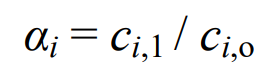 αᵢ = cᵢ,₁ / cᵢ,ₒ